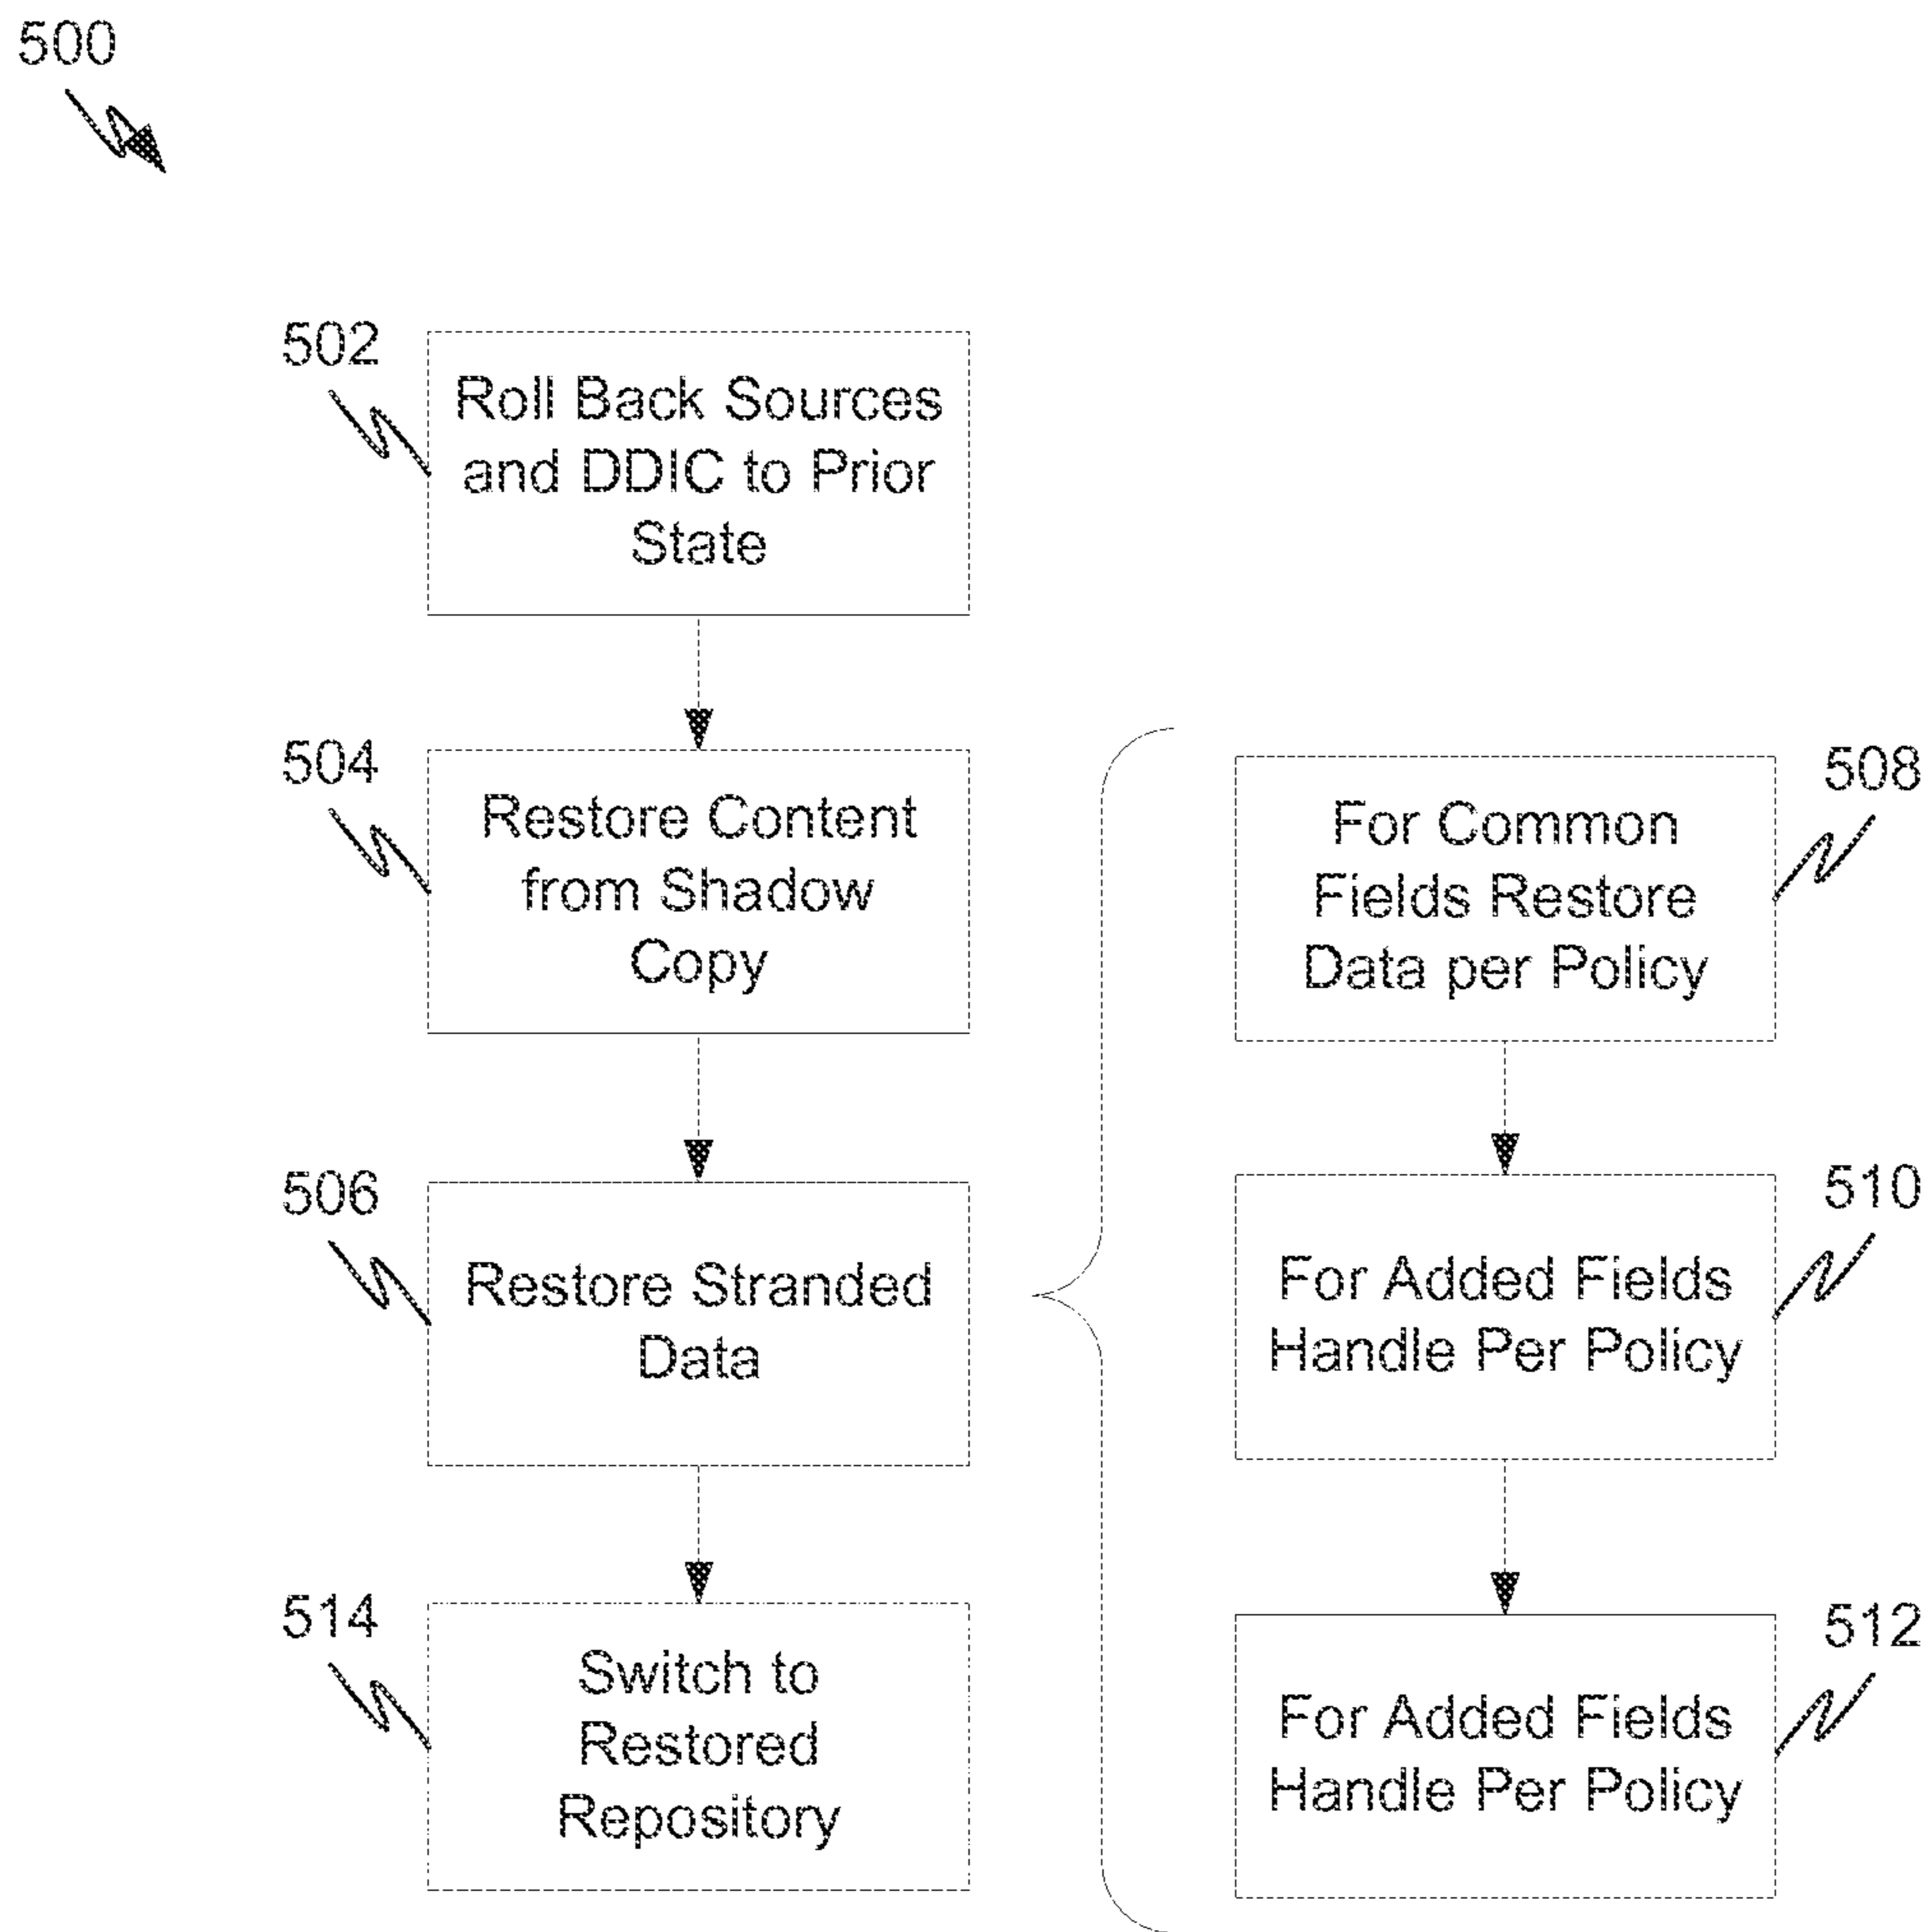 500
502
Roll Back Sources
and DDIC to Prior
State
504
Restore Content
from Shadow
Copy
506
Restore Stranded
Data
514
Switch to
Restored
Repository
508
For Common
Fields Restore
Data per Policy
510
For Added Fields
Handle Per Policy
512
For Added Fields
Handle Per Policy